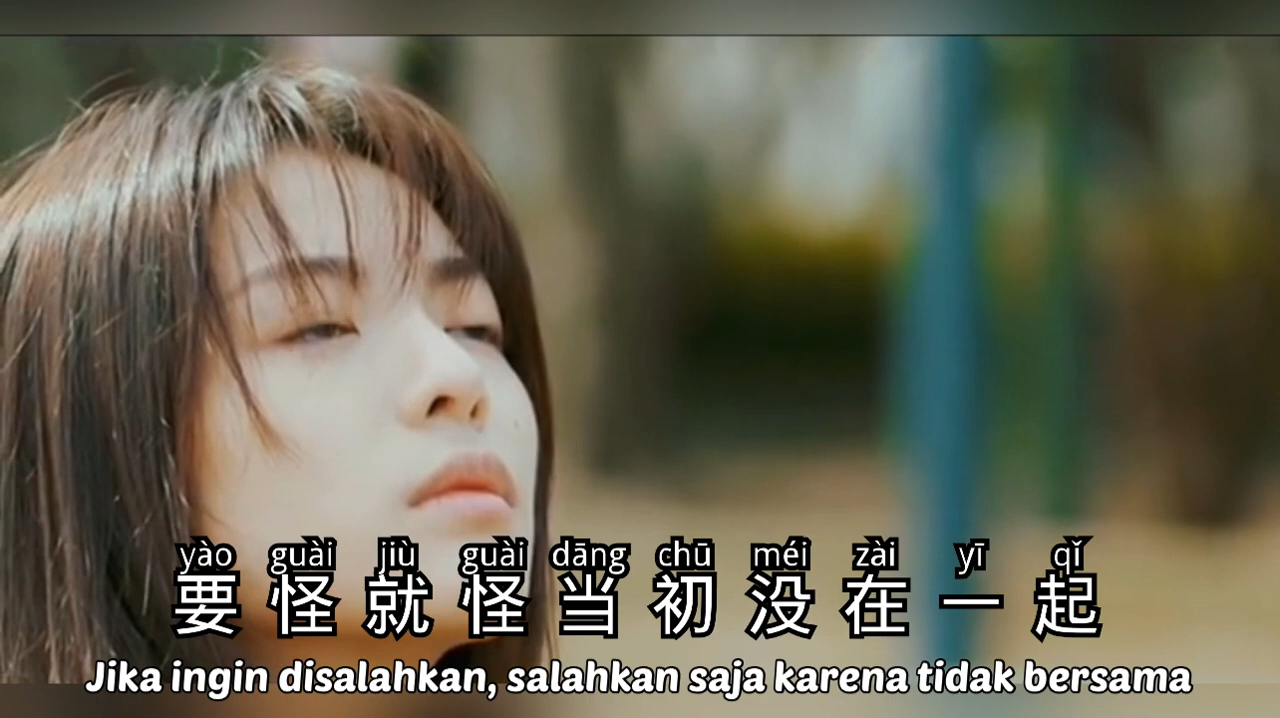 yào guài jiù guài dāng chū méi zài yī qǐ
要怪就怪当初没在一起
Jika ingin disalahkan, salahkan saja karena tidak bersama